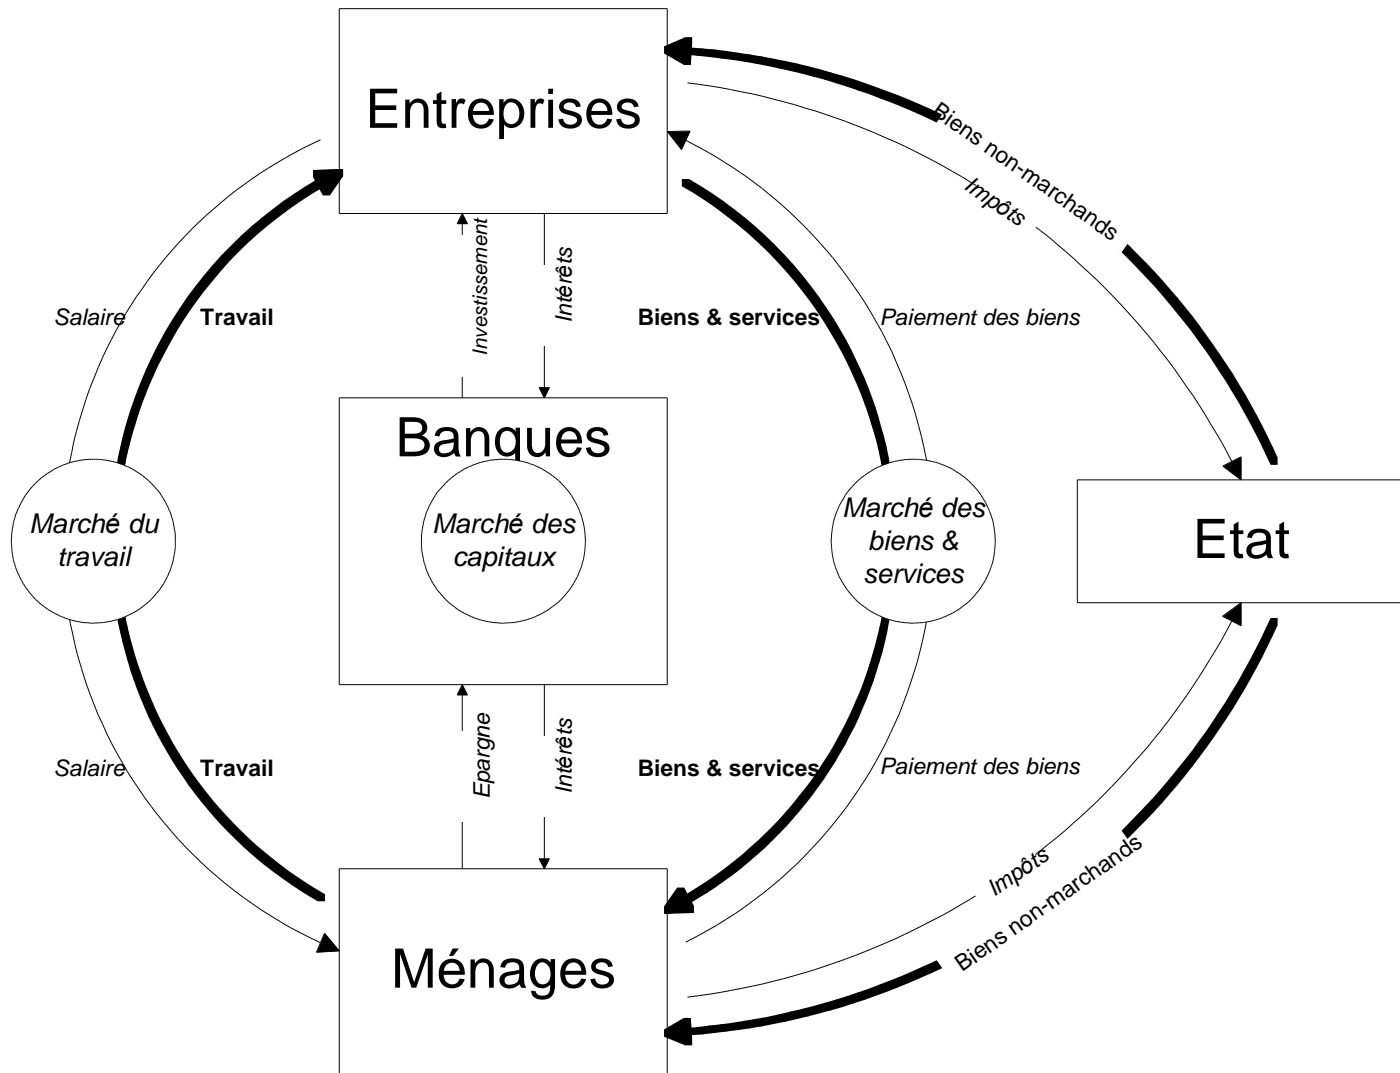 Entreprises
Biens non-marchands
Impôts
Investissement
Intérêts
Salaire
Travail
Biens & services
Paiement des biens
Banques
Marché du
travail
Marché des
capitaux
Marché des
biens &
services
Etat
Epargne
Intérêts
Salaire
Travail
Biens & services
Paiement des biens
Impôts
Biens non-marchands
Ménages